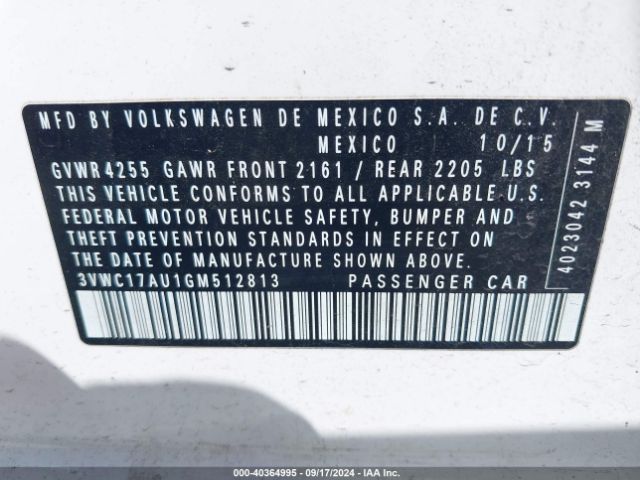 MFD BY VOLKSWAGEN DE MEXICO S.A. DE C.V.
MEXICO 10/15
GVWR 4255 GAWR FRONT 2161 / REAR 2205 LBS
THIS VEHICLE CONFORMS TO ALL APPLICABLE U.S.
FEDERAL MOTOR VEHICLE SAFETY, BUMPER AND
THEFT PREVENTION STANDARDS IN EFFECT ON
THE DATE OF MANUFACTURE SHOWN ABOVE.
3VWC17AU1GM512813 PASSENGER CAR
4023042 3144 M
000-40364995 - 09/17/2024 - IAA Inc.